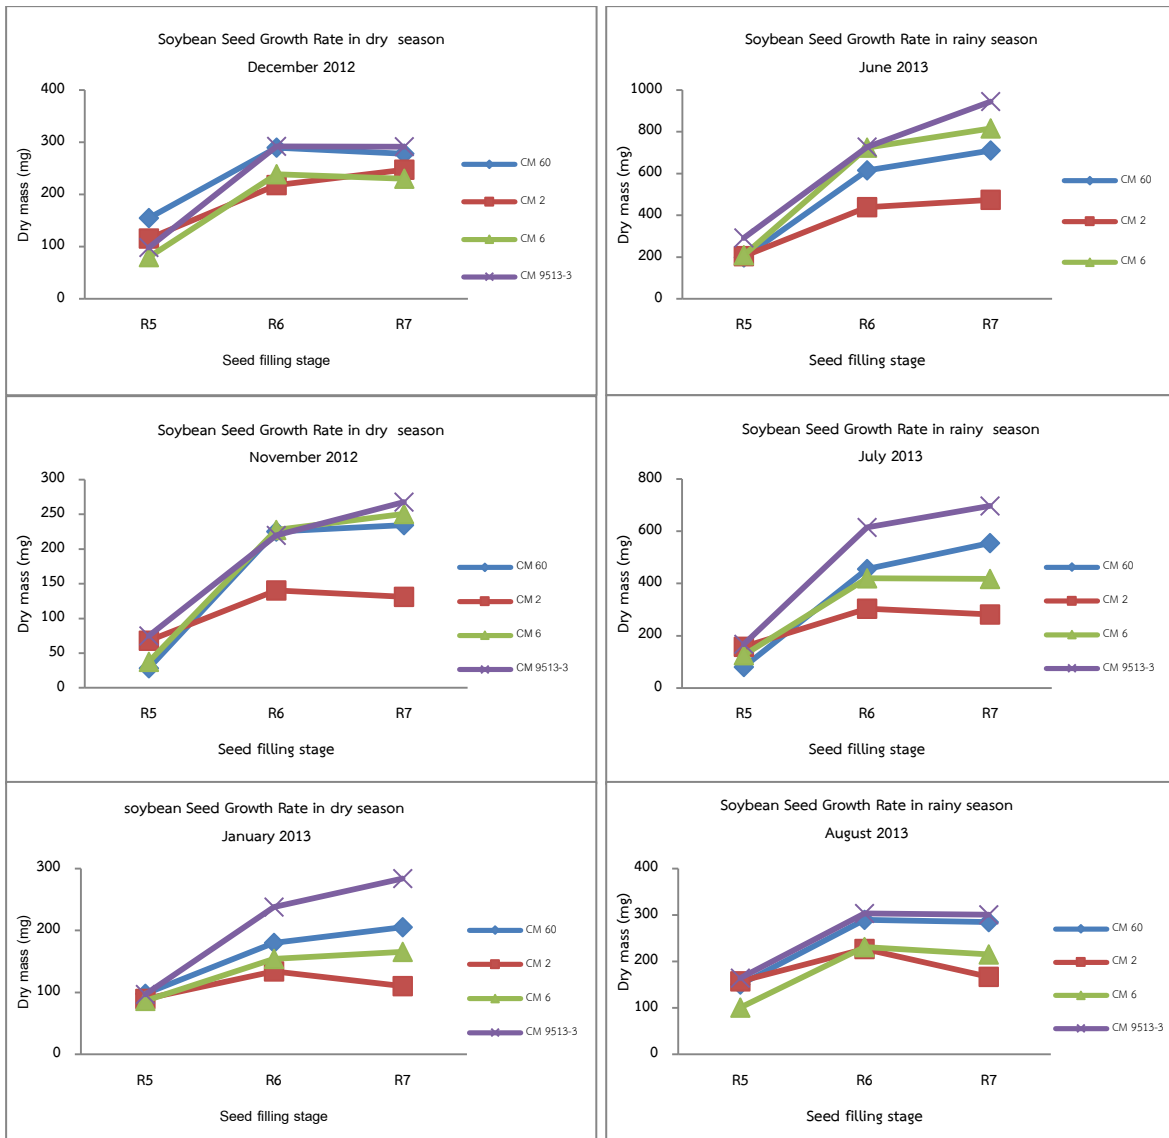 Soybean Seed Growth Rate in dry season
December 2012
400
300
200
100
0
Dry mass (mg)
R5
R6
R7
Seed filling stage
CM 60
CM 2
CM 6
CM 9513-3
Soybean Seed Growth Rate in rainy season
June 2013
1000
800
600
400
200
0
Dry mass (mg)
R5
R6
R7
Seed filling stage
CM 60
CM 2
CM 6
Soybean Seed Growth Rate in dry season
November 2012
300
250
200
150
100
50
0
Dry mass (mg)
R5
R6
R7
Seed filling stage
CM 60
CM 2
CM 6
CM 9513-3
Soybean Seed Growth Rate in rainy season
July 2013
800
600
400
200
0
Dry mass (mg)
R5
R6
R7
Seed filling stage
CM 60
CM 2
CM 6
CM 9513-3
soybean Seed Growth Rate in dry season
January 2013
300
200
100
0
Dry mass (mg)
R5
R6
R7
Seed filling stage
CM 60
CM 2
CM 6
CM 9513-3
Soybean Seed Growth Rate in rainy season
August 2013
400
300
200
100
0
Dry mass (mg)
R5
R6
R7
Seed filling stage
CM 60
CM 2
CM 6
CM 9513-3